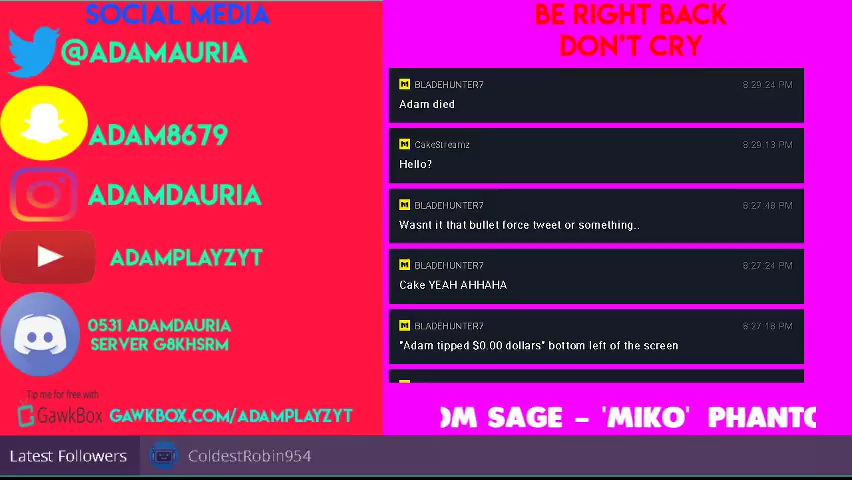 SOCIAL MEDIA
@ADAMAURIA
ADAM8679
ADAMDAURIA
ADAMPLAYZYT
0531 ADAMDAURIA
SERVER G8KHSRM
Tip me for free with
GawkBox GAWKBOX.COM/ADAMPLAYZYT
BE RIGHT BACK
DON'T CRY
BLADEHUNTER7 8:29:24 PM
Adam died
CakeStreamz 8:29:13 PM
Hello?
BLADEHUNTER7 8:27:48 PM
Wasnt it that bullet force tweet or something..
BLADEHUNTER7 8:27:24 PM
Cake YEAH AHHAHA
BLADEHUNTER7 8:27:18 PM
"Adam tipped $0.00 dollars" bottom left of the screen
OM SAGE – 'MIKO' PHANTO
Latest Followers ColdestRobin954